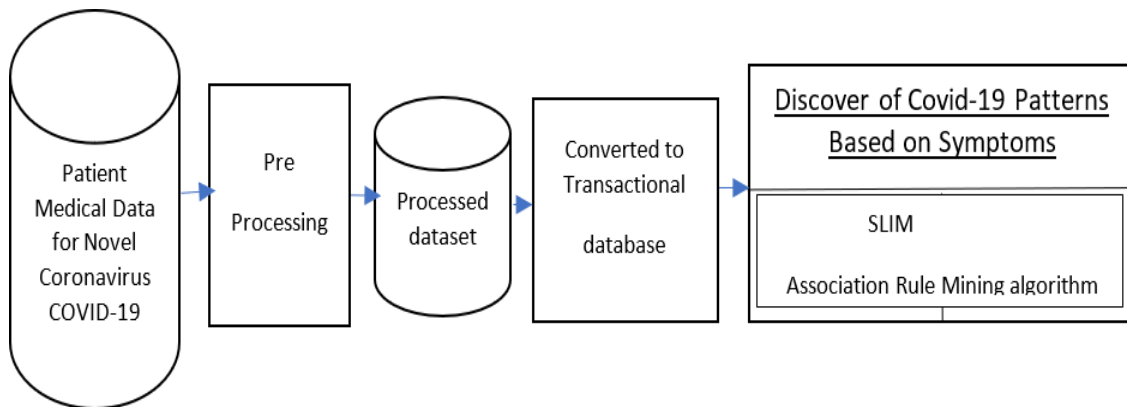 Patient
Medical Data
for Novel
Coronavirus
COVID-19
Pre
Processing
Processed
dataset
Converted to
Transactional
database
Discover of Covid-19 Patterns
Based on Symptoms
SLIM
Association Rule Mining algorithm